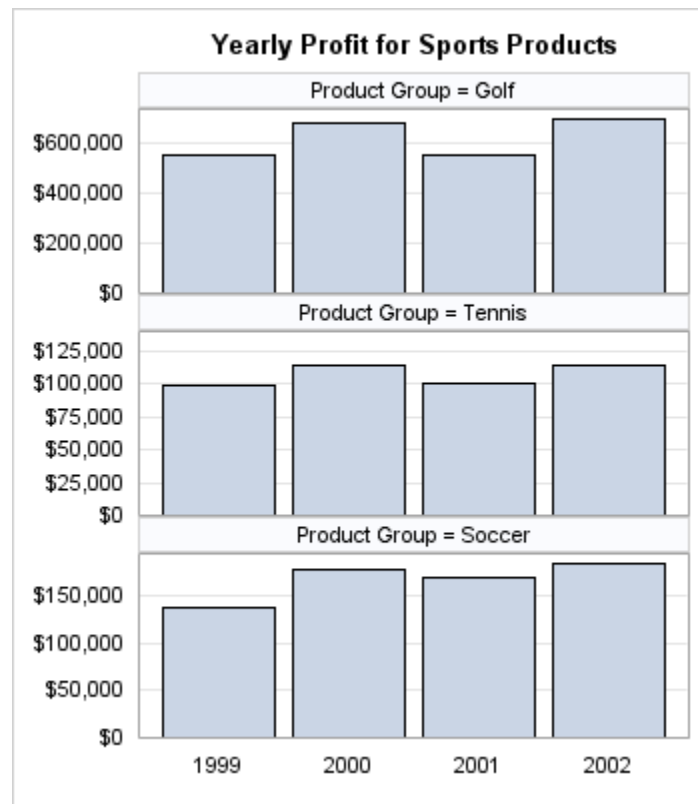 Yearly Profit for Sports Products
Product Group = Golf
$600,000
$400,000
$200,000
$0
Product Group = Tennis
$125,000
$100,000
$75,000
$50,000
$25,000
$0
Product Group = Soccer
$150,000
$100,000
$50,000
$0
1999 2000 2001 2002